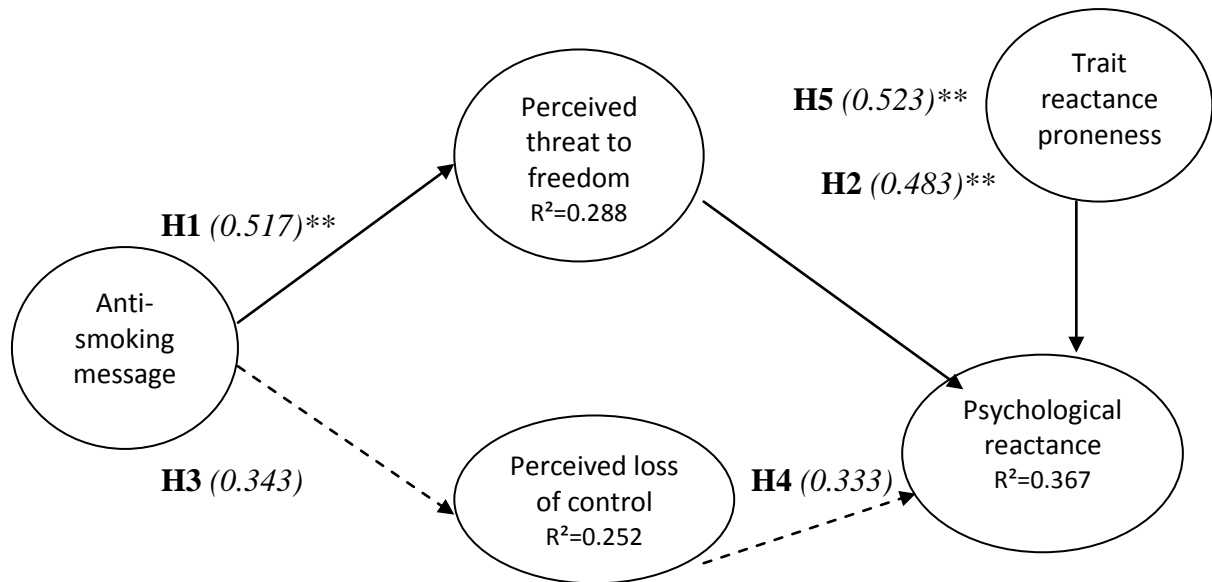 Trait
reactance
proneness
H5 (0.523)**
Perceived
threat to
freedom
R²=0.288
H2 (0.483)**
H1 (0.517)**
Anti-
smoking
message
Psychological
reactance
R²=0.367
Perceived loss
of control
R²=0.252
H4 (0.333)
H3 (0.343)